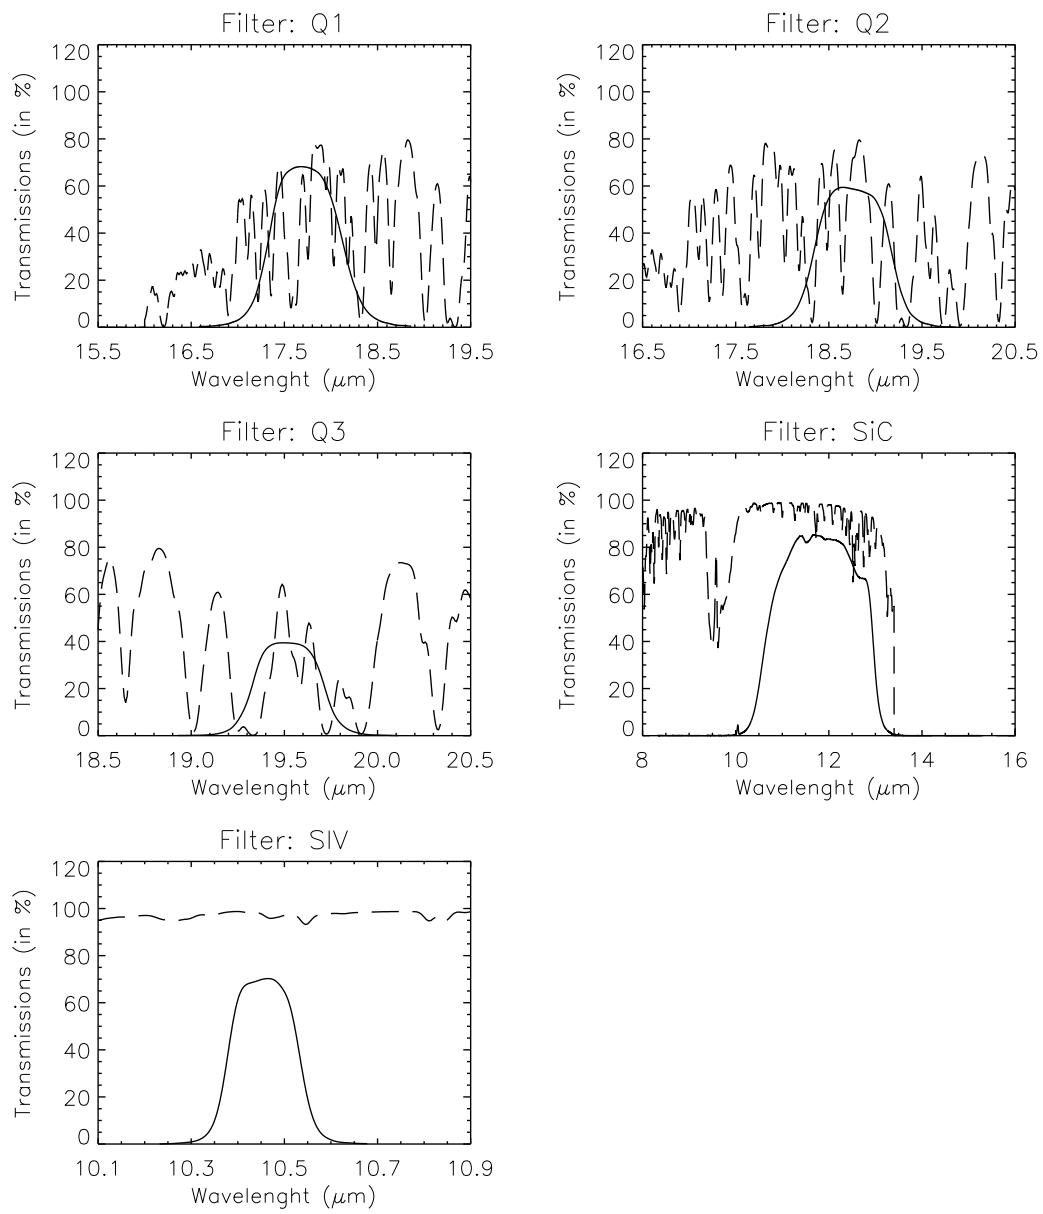 Filter: Q1
Transmissions (in %)
120
100
80
60
40
20
0
15.5 16.5 17.5 18.5 19.5
Wavelenght (μm)
Filter: Q2
Transmissions (in %)
120
100
80
60
40
20
0
16.5 17.5 18.5 19.5 20.5
Wavelenght (μm)
Filter: Q3
Transmissions (in %)
120
100
80
60
40
20
0
18.5 19.0 19.5 20.0 20.5
Wavelenght (μm)
Filter: SiC
Transmissions (in %)
120
100
80
60
40
20
0
8 10 12 14 16
Wavelenght (μm)
Filter: SIV
Transmissions (in %)
120
100
80
60
40
20
0
10.1 10.3 10.5 10.7 10.9
Wavelenght (μm)